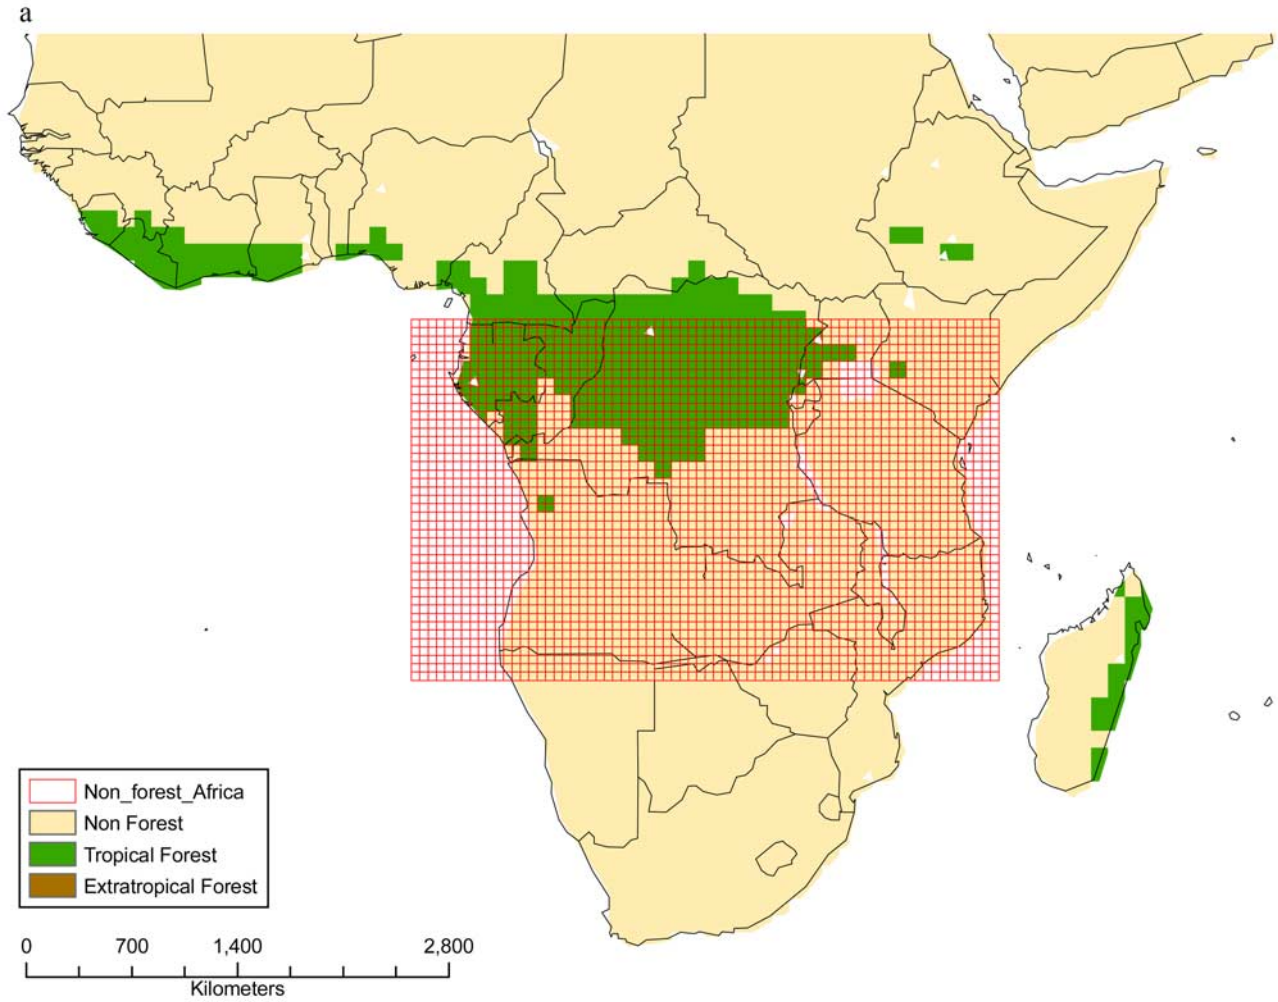 a
Non_forest_Africa
Non Forest
Tropical Forest
Extratropical Forest
0 700 1,400 2,800
Kilometers